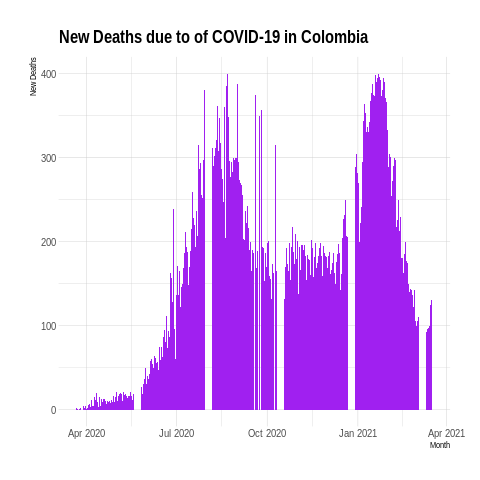 New Deaths due to of COVID-19 in Colombia
New Deaths
400
300
200
100
0
Apr 2020
Jul 2020
Oct 2020
Jan 2021
Apr 2021
Month